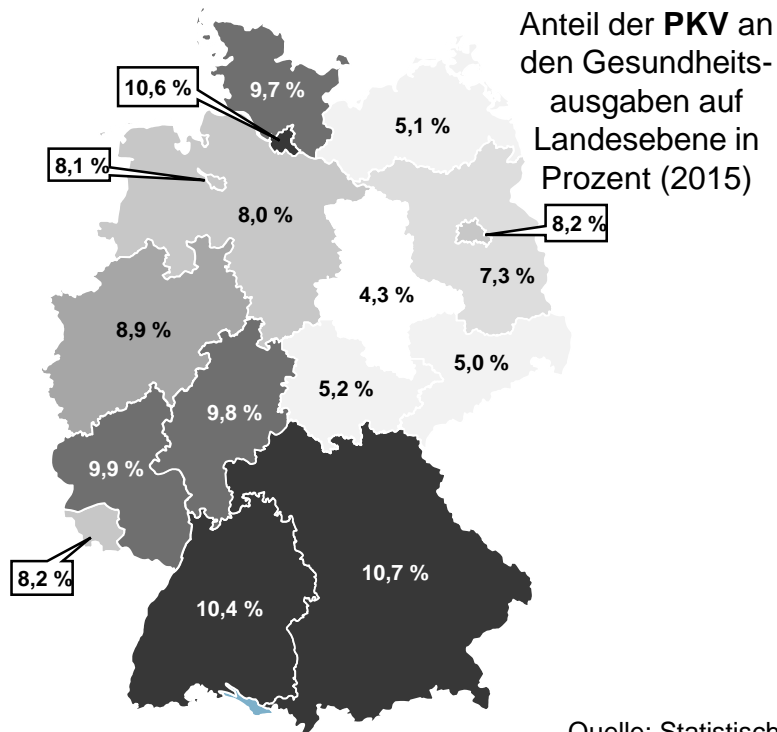 Anteil der PKV an
den Gesundheits-
ausgaben auf
Landesebene in
Prozent (2015)
9,7 %
10,6 %
5,1 %
8,1 %
8,0 %
8,2 %
7,3 %
4,3 %
8,9 %
5,0 %
5,2 %
9,8 %
9,9 %
8,2 %
10,7 %
10,4 %
Quelle: Statistisch